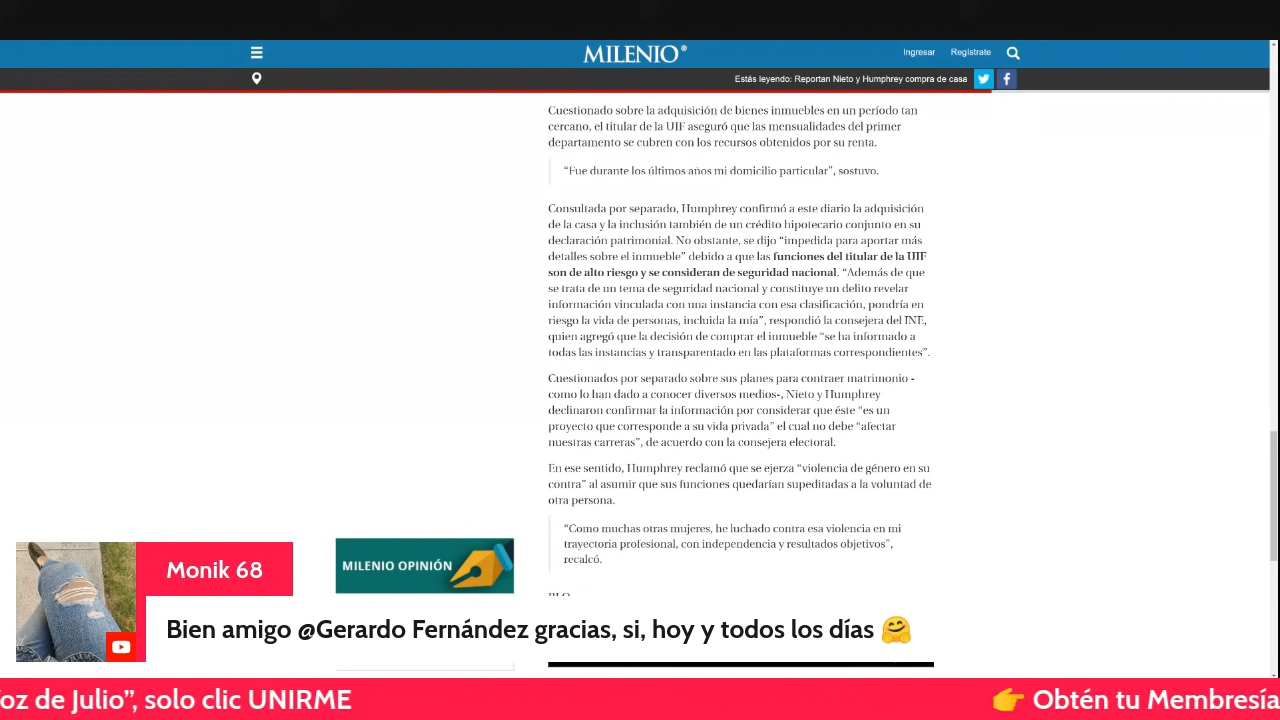 MILENIO®
Ingresar Regístrate
Estás leyendo: Reportan Nieto y Humphrey compra de casa
Cuestionado sobre la adquisición de bienes inmuebles en un período tan
cercano, el titular de la UIF aseguró que las mensualidades del primer
departamento se cubren con los recursos obtenidos por su renta.
“Fue durante los últimos años mi domicilio particular”, sostuvo.
Consultada por separado, Humphrey confirmó a este diario la adquisición
de la casa y la inclusión también de un crédito hipotecario conjunto en su
declaración patrimonial. No obstante, se dijo “impedida para aportar más
detalles sobre el inmueble” debido a que las funciones del titular de la UIF
son de alto riesgo y se consideran de seguridad nacional. “Además de que
se trata de un tema de seguridad nacional y constituye un delito revelar
información vinculada con una instancia con esa clasificación, pondría en
riesgo la vida de personas, incluida la mía”, respondió la consejera del INE,
quien agregó que la decisión de comprar el inmueble “se ha informado a
todas las instancias y transparentado en las plataformas correspondientes”.
Cuestionados por separado sobre sus planes para contraer matrimonio -
como lo han dado a conocer diversos medios-, Nieto y Humphrey
declinaron confirmar la información por considerar que éste “es un
proyecto que corresponde a su vida privada” el cual no debe “afectar
nuestras carreras”, de acuerdo con la consejera electoral.
En ese sentido, Humphrey reclamó que se ejerza “violencia de género en su
contra” al asumir que sus funciones quedarían supeditadas a la voluntad de
otra persona.
“Como muchas otras mujeres, he luchado contra esa violencia en mi
trayectoria profesional, con independencia y resultados objetivos”,
recalcó.
MILENIO OPINIÓN
Monik 68
Bien amigo @Gerardo Fernández gracias, si, hoy y todos los días 🤗
oz de Julio”, solo clic UNIRME 👉 Obtén tu Membresía